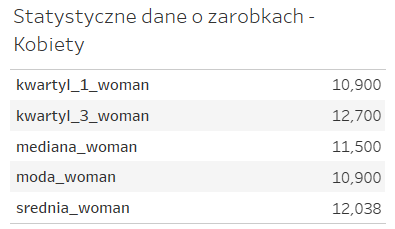 Statystyczne dane o zarobkach -
Kobiety
kwartyl_1_woman 10,900
kwartyl_3_woman 12,700
mediana_woman 11,500
moda_woman 10,900
srednia_woman 12,038